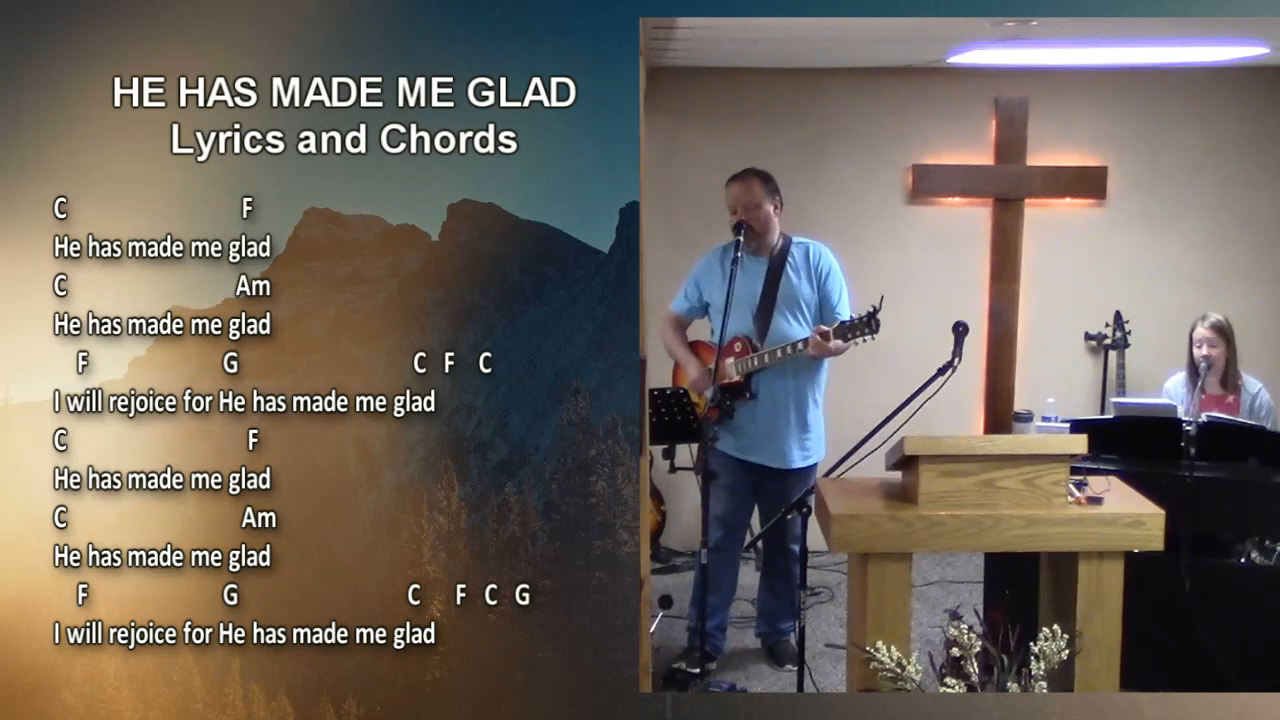 HE HAS MADE ME GLAD
Lyrics and Chords
C F
He has made me glad
C Am
He has made me glad
F G C F C
I will rejoice for He has made me glad
C F
He has made me glad
C Am
He has made me glad
F G C F C G
I will rejoice for He has made me glad